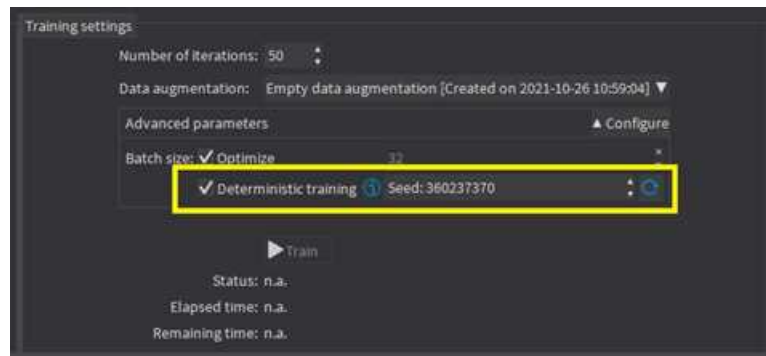 Training settings
Number of iterations: 50
Data augmentation: Empty data augmentation [Created on 2021-10-26 10:59:04]
Advanced parameters Configure
Batch size: Optimize 32
Deterministic training Seed: 360237370
Train
Status: n.a.
Elapsed time: n.a.
Remaining time: n.a.